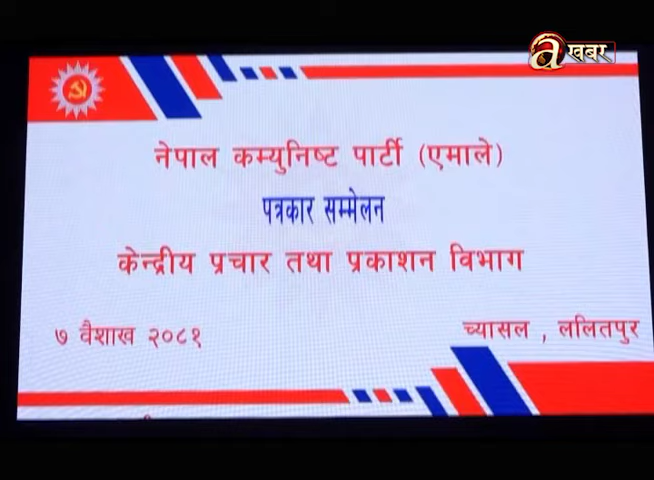 a खबर
नेपाल कम्युनिष्ट पार्टी (एमाले)
पत्रकार सम्मेलन
केन्द्रीय प्रचार तथा प्रकाशन विभाग
७ वैशाख २०८१
च्यासल , ललितपुर